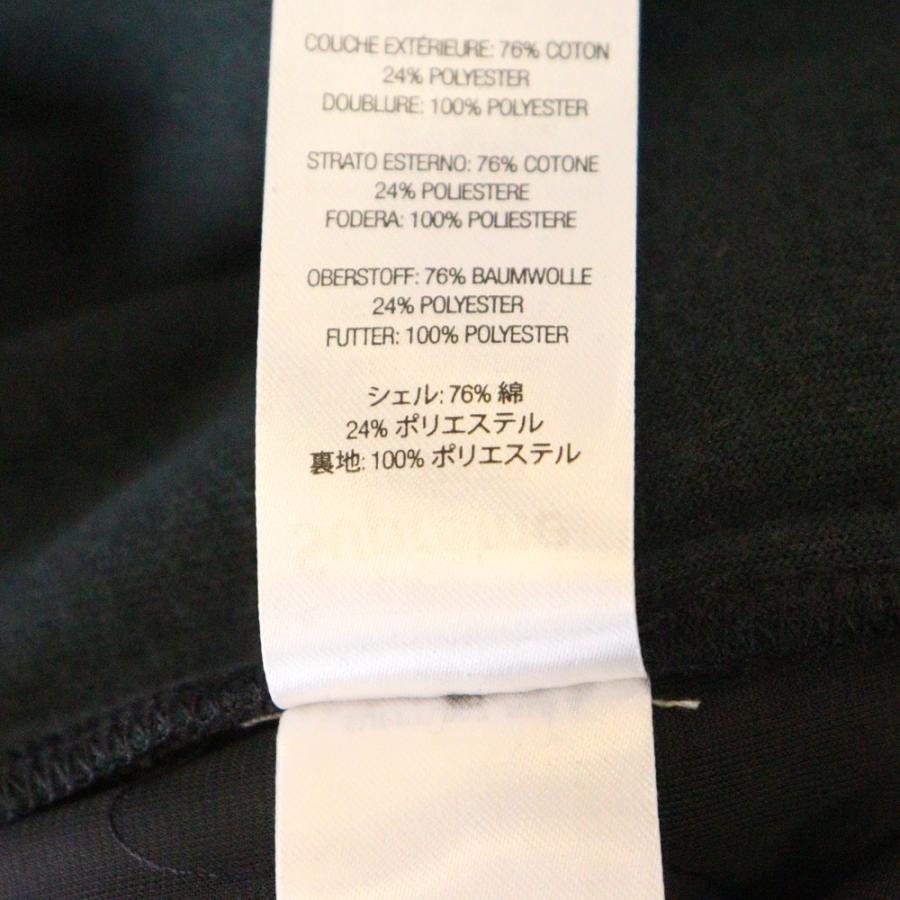 COUCHE EXTÉRIEURE: 76% COTON
24% POLYESTER
DOUBLURE: 100% POLYESTER
STRATO ESTERNO: 76% COTONE
24% POLIESTERE
FODERA: 100% POLIESTERE
OBERSTOFF: 76% BAUMWOLLE
24% POLYESTER
FUTTER: 100% POLYESTER
シェル: 76% 綿
24% ポリエステル
裏地: 100% ポリエステル